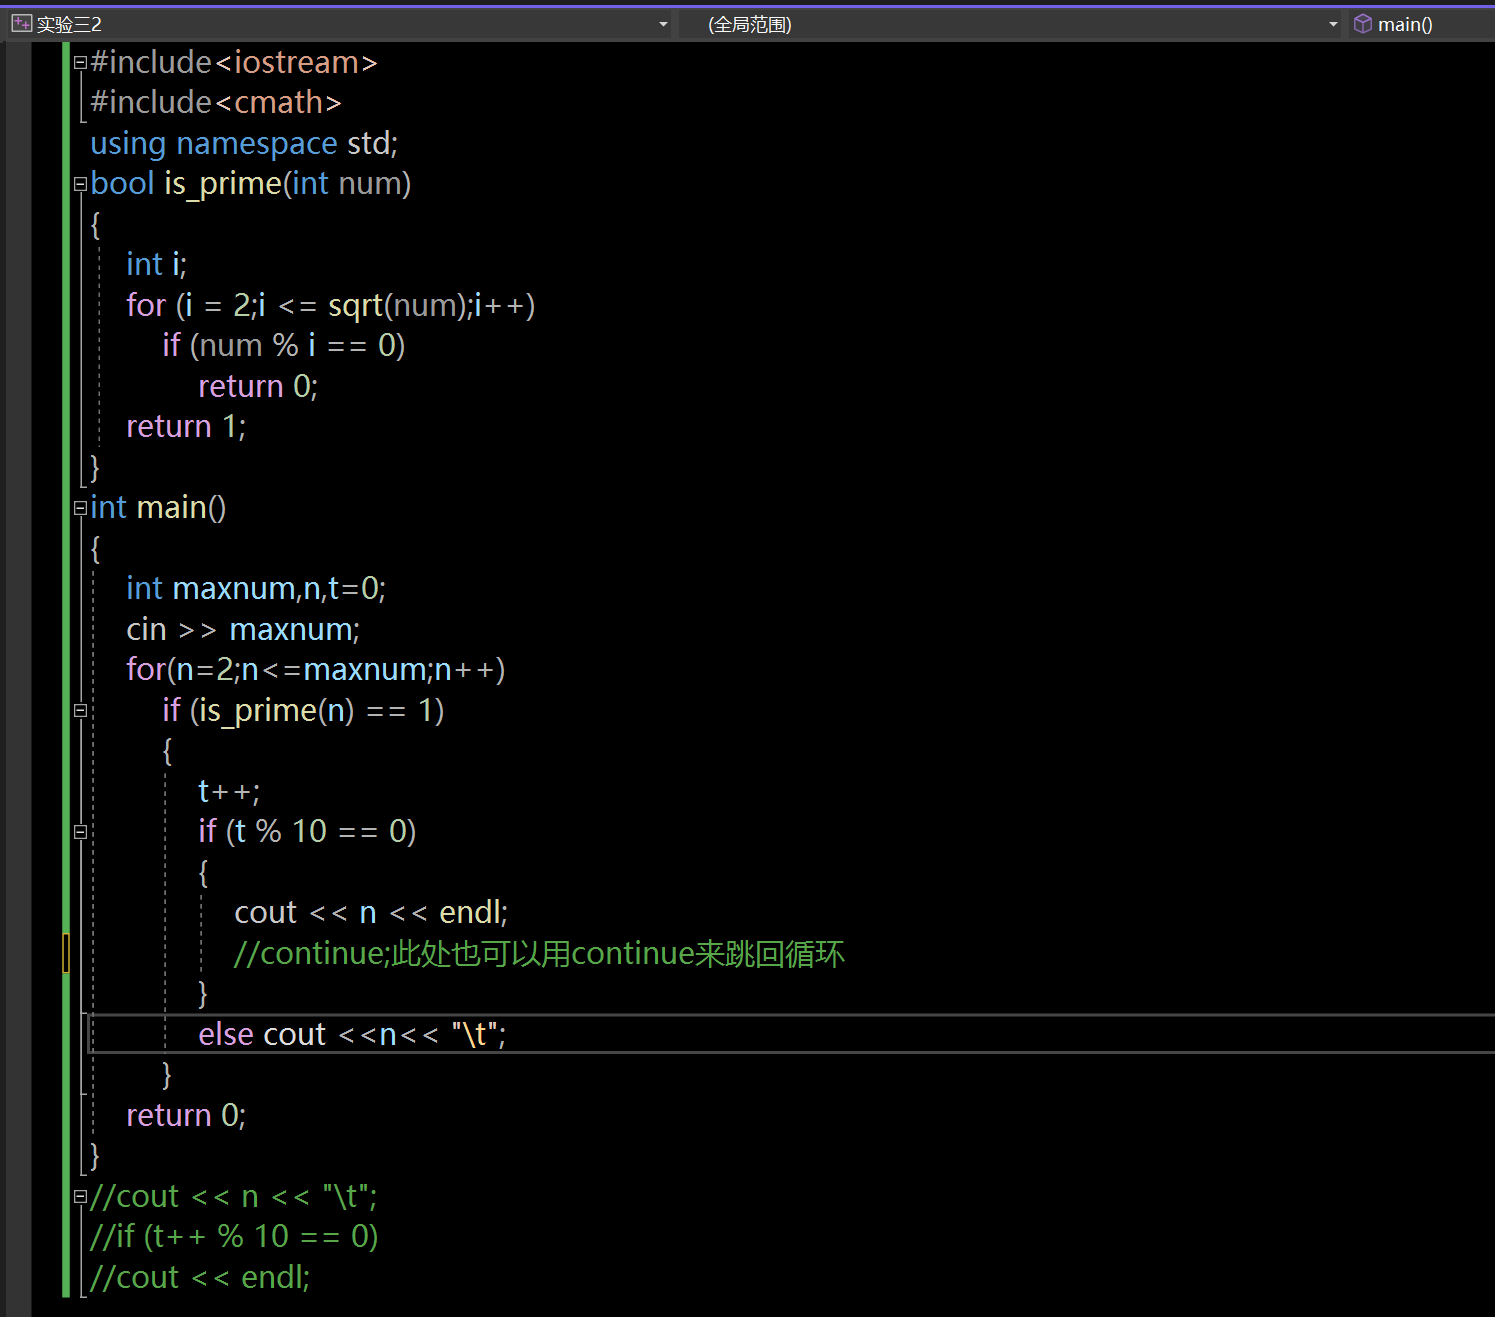 实验三2 (全局范围) main()
#include<iostream>
#include<cmath>
using namespace std;
bool is_prime(int num)
{
int i;
for (i = 2;i <= sqrt(num);i++)
if (num % i == 0)
return 0;
return 1;
}
int main()
{
int maxnum,n,t=0;
cin >> maxnum;
for(n=2;n<=maxnum;n++)
if (is_prime(n) == 1)
{
t++;
if (t % 10 == 0)
{
cout << n << endl;
//continue;此处也可以用continue来跳回循环
}
else cout <<n<< "\t";
}
return 0;
}
//cout << n << "\t";
//if (t++ % 10 == 0)
//cout << endl;